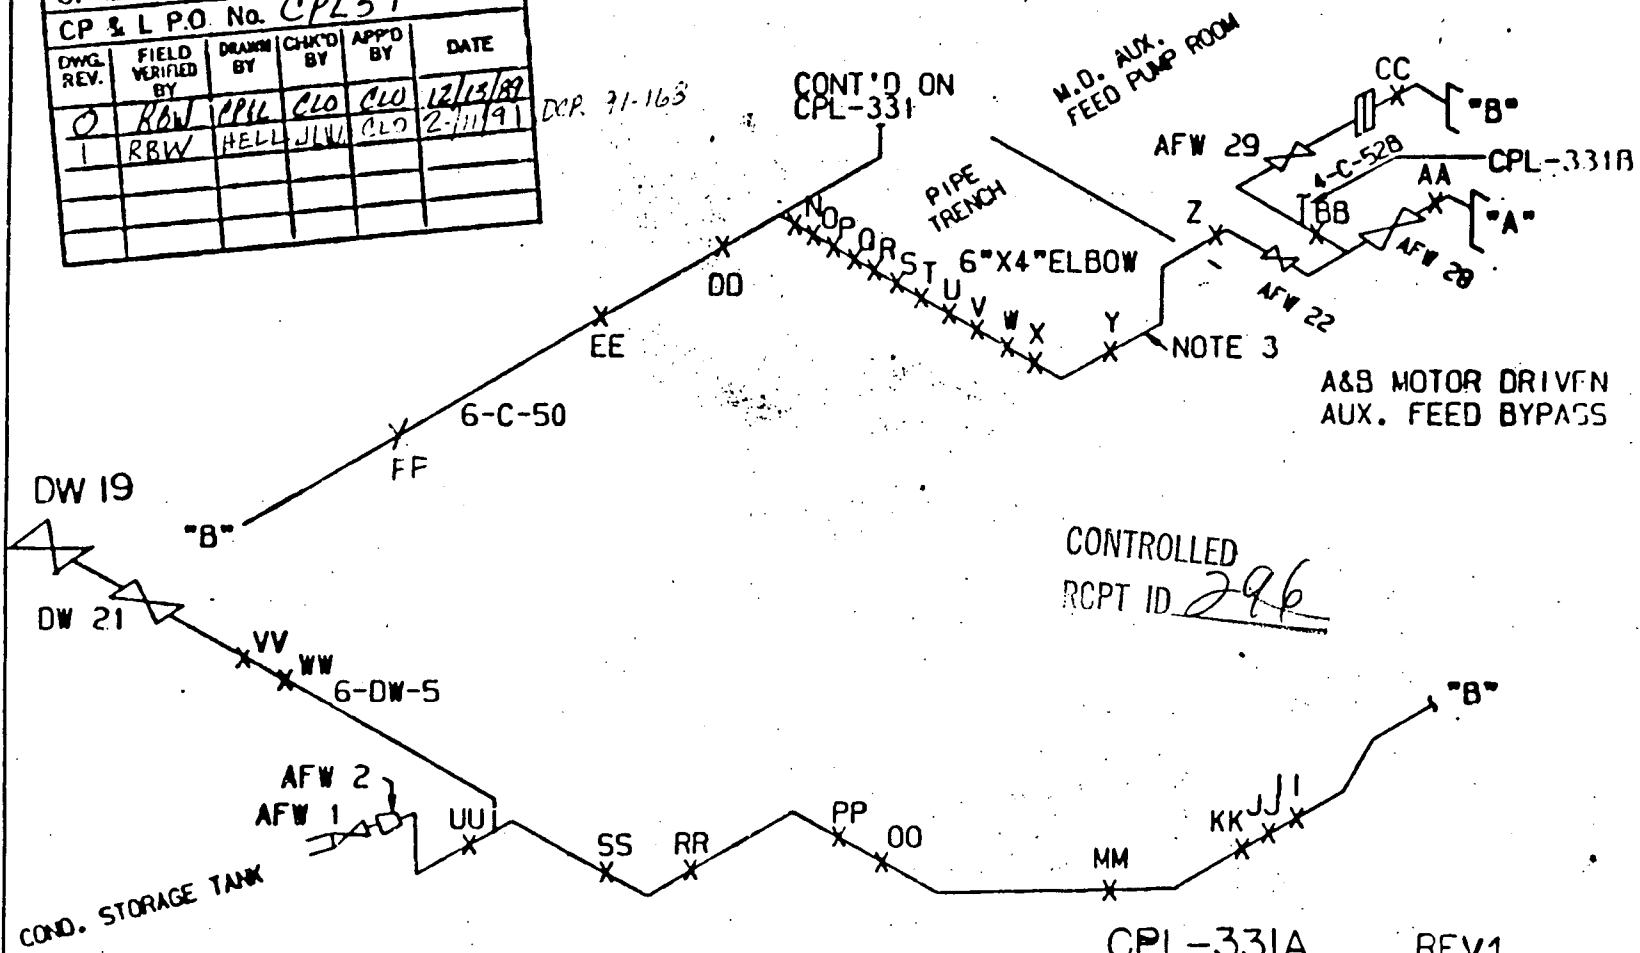 CP & L P.O. No. CPL51
DWG. REV. FIELD VERIFIED BY DRAWN BY CHK'D BY APP'D BY DATE
0 RBW CPLL CLO CLO 12/13/89
1 RBW HELL JLW CLO 2/11/91
DCR 91-163
CONT'D ON
CPL-331
M.D. AUX.
FEED PUMP ROOM
CC
"B"
AFW 29
4-C-52B
CPL-331B
AA
"A"
BB
AFW 28
Z
AFW 22
PIPE
TRENCH
6"X4"ELBOW
N O P Q R S T U V W X
Y
NOTE 3
A&B MOTOR DRIVEN
AUX. FEED BYPASS
DD
EE
6-C-50
FF
"B"
DW 19
DW 21
VV
WW
6-DW-5
CONTROLLED
RCPT ID 296
"B"
AFW 2
AFW 1
UU
SS
RR
PP
OO
MM
KK
JJ
II
COND. STORAGE TANK
CPL-331A REV1